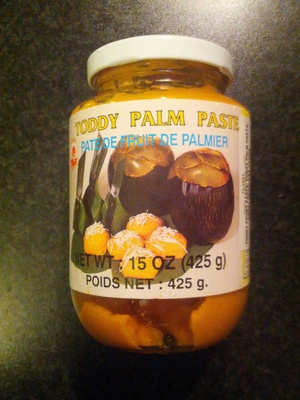 TODDY PALM PASTE
PATE DE FRUIT DE PALMIER
NET WT : 15 OZ (425 g)
POIDS NET : 425 g.